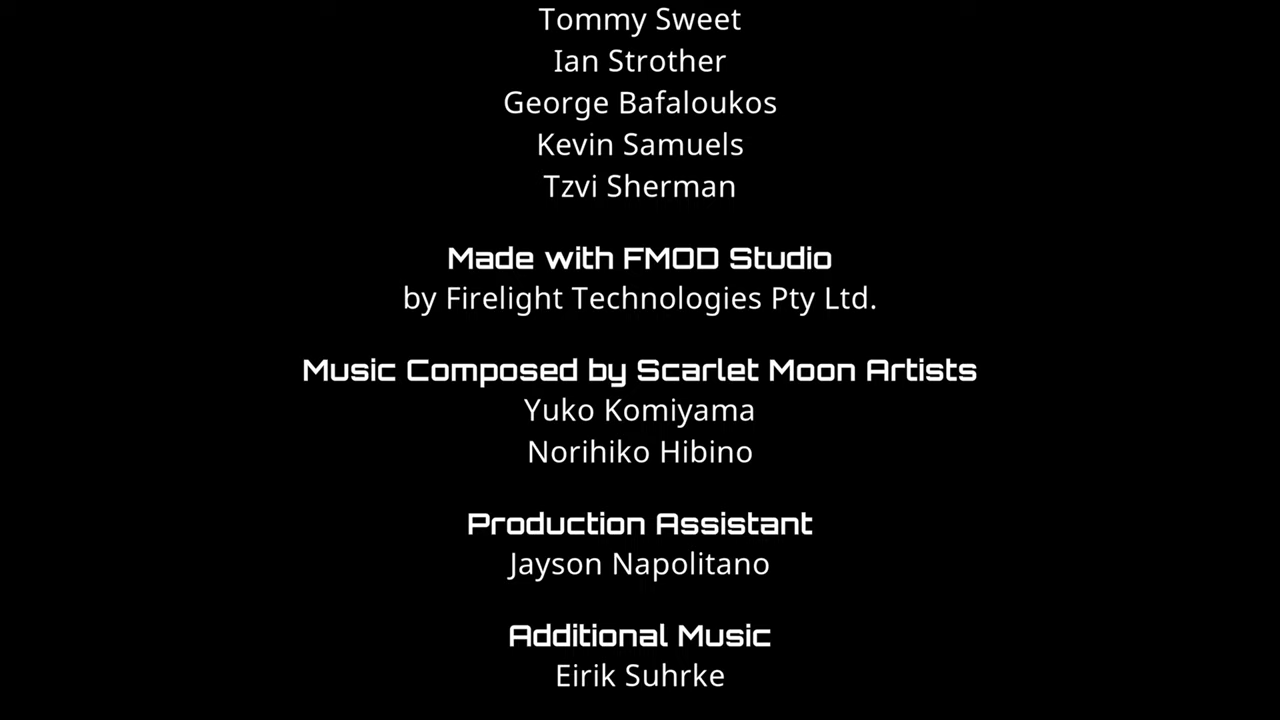 Tommy Sweet
Ian Strother
George Bafaloukos
Kevin Samuels
Tzvi Sherman
Made with FMOD Studio
by Firelight Technologies Pty Ltd.
Music Composed by Scarlet Moon Artists
Yuko Komiyama
Norihiko Hibino
Production Assistant
Jayson Napolitano
Additional Music
Eirik Suhrke